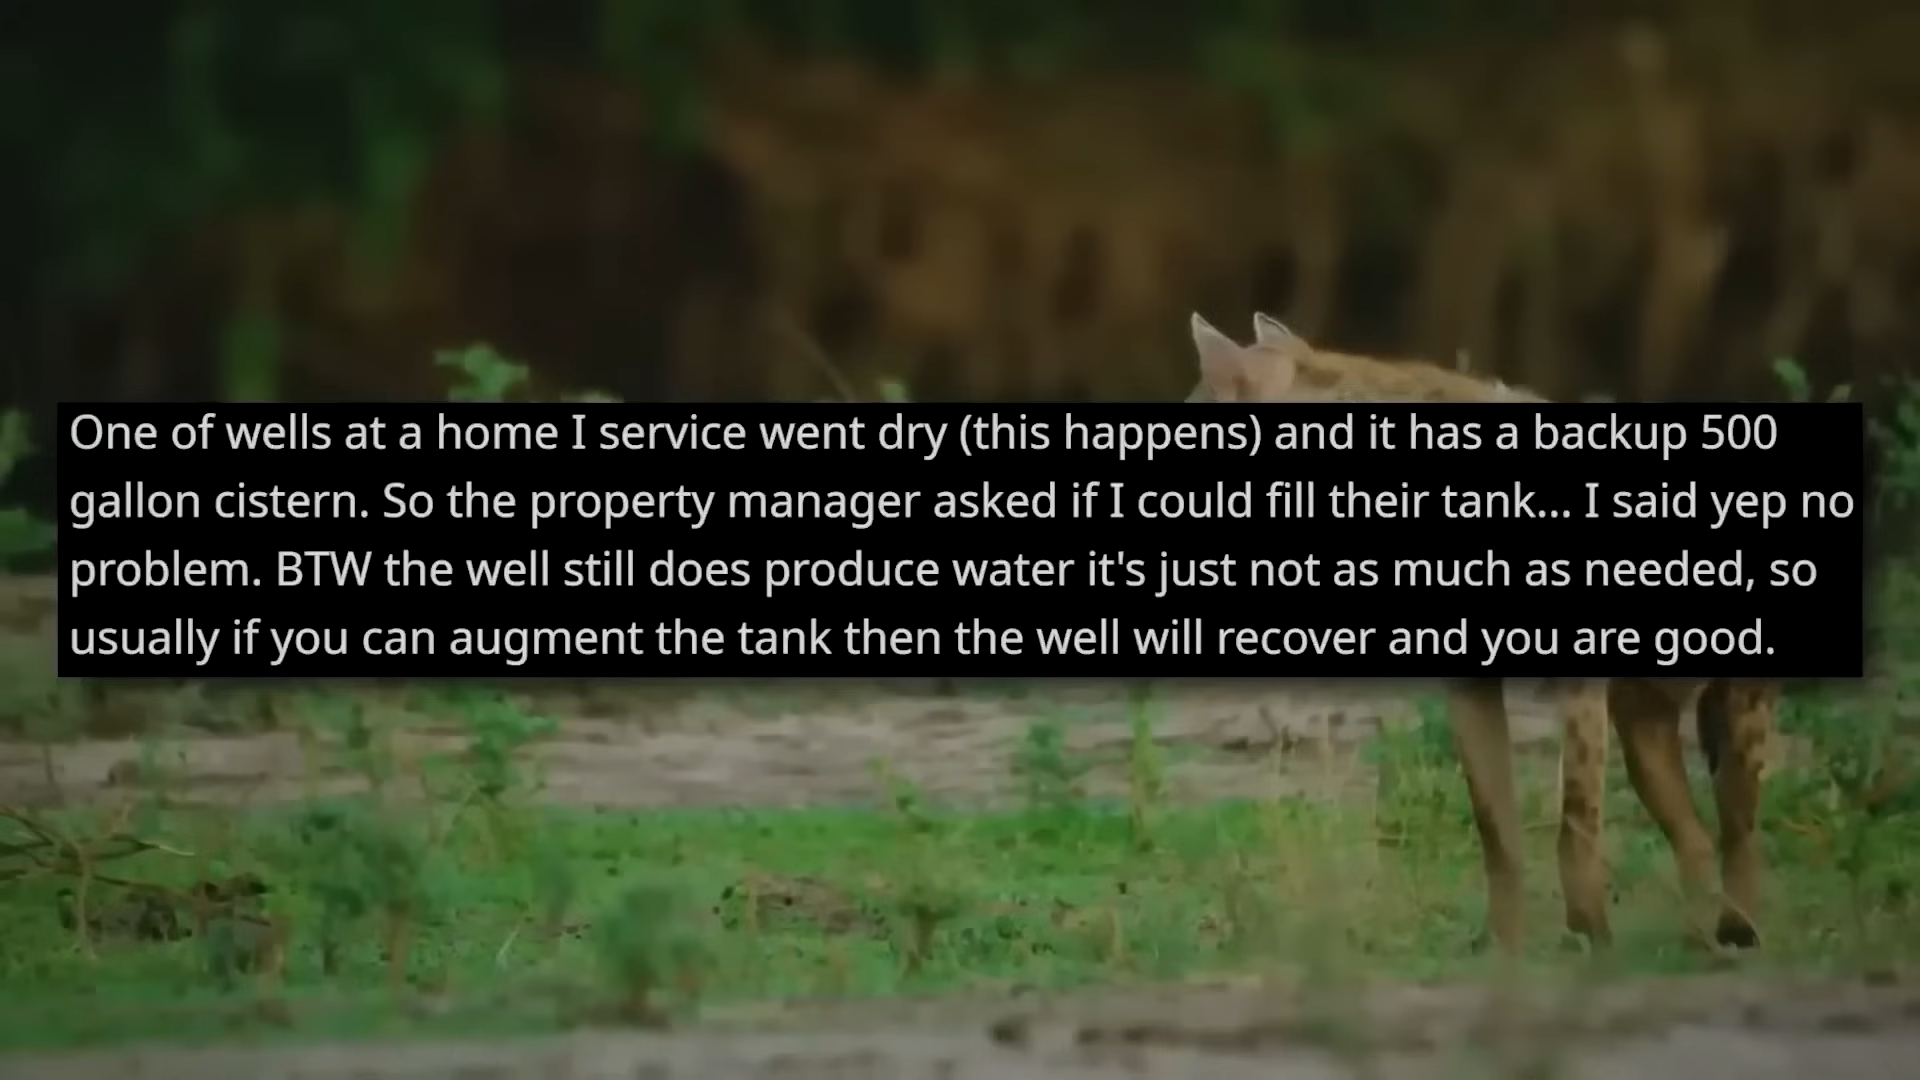 One of wells at a home I service went dry (this happens) and it has a backup 500
gallon cistern. So the property manager asked if I could fill their tank... I said yep no
problem. BTW the well still does produce water it's just not as much as needed, so
usually if you can augment the tank then the well will recover and you are good.